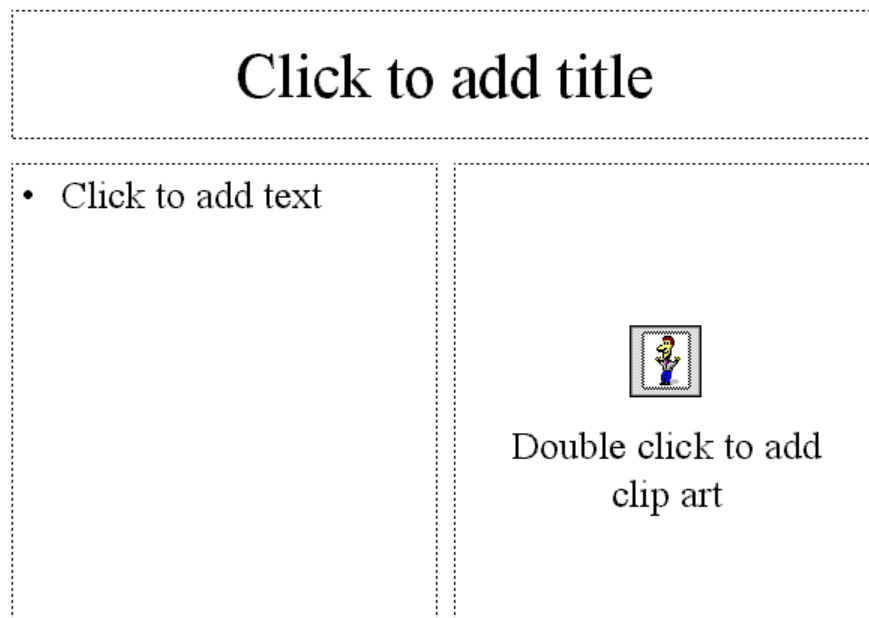 Click to add title
• Click to add text
Double click to add
clip art